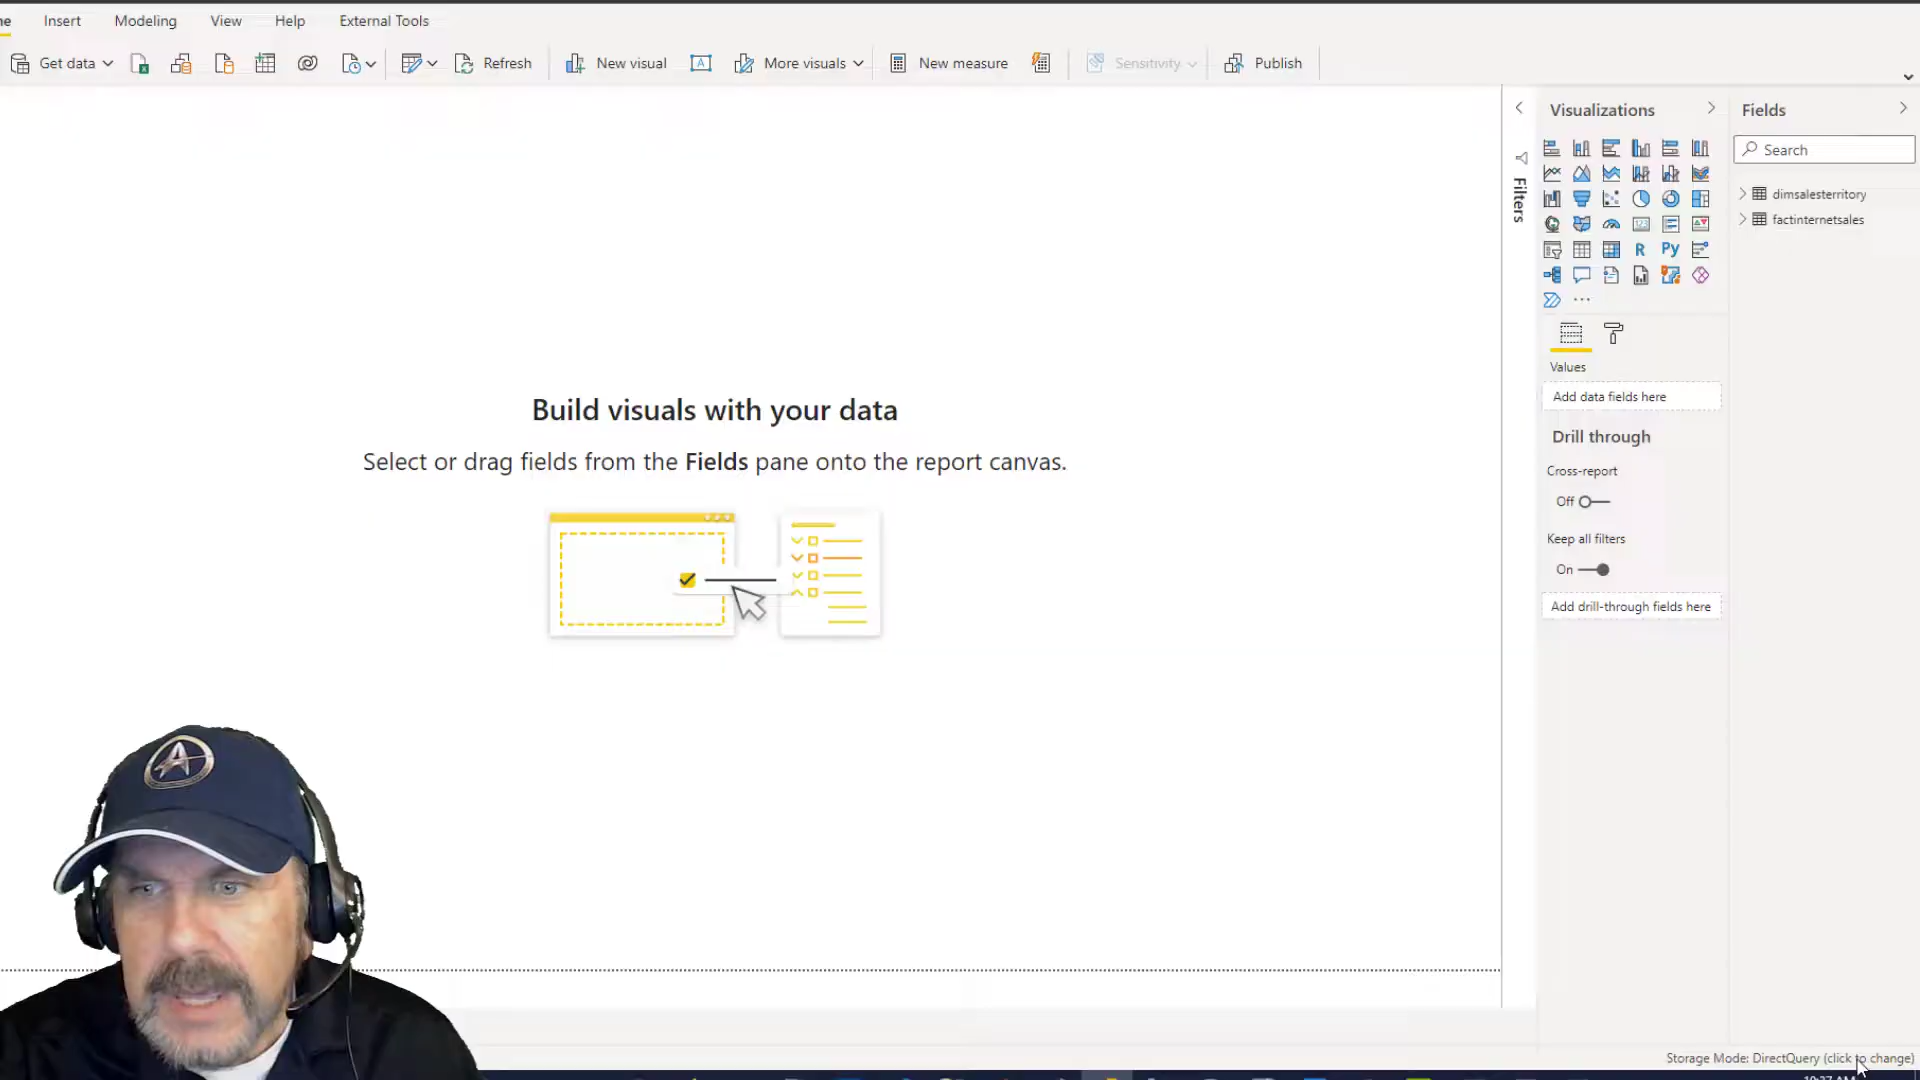 Insert Modeling View Help External Tools
Get data Refresh New visual More visuals New measure Sensitivity Publish
Visualizations
Fields
Search
Filters
dimsalesterritory
factinternetsales
R Py
Values
Add data fields here
Build visuals with your data
Drill through
Select or drag fields from the Fields pane onto the report canvas.
Cross-report
Off
Keep all filters
On
Add drill-through fields here
Storage Mode: DirectQuery (click to change)